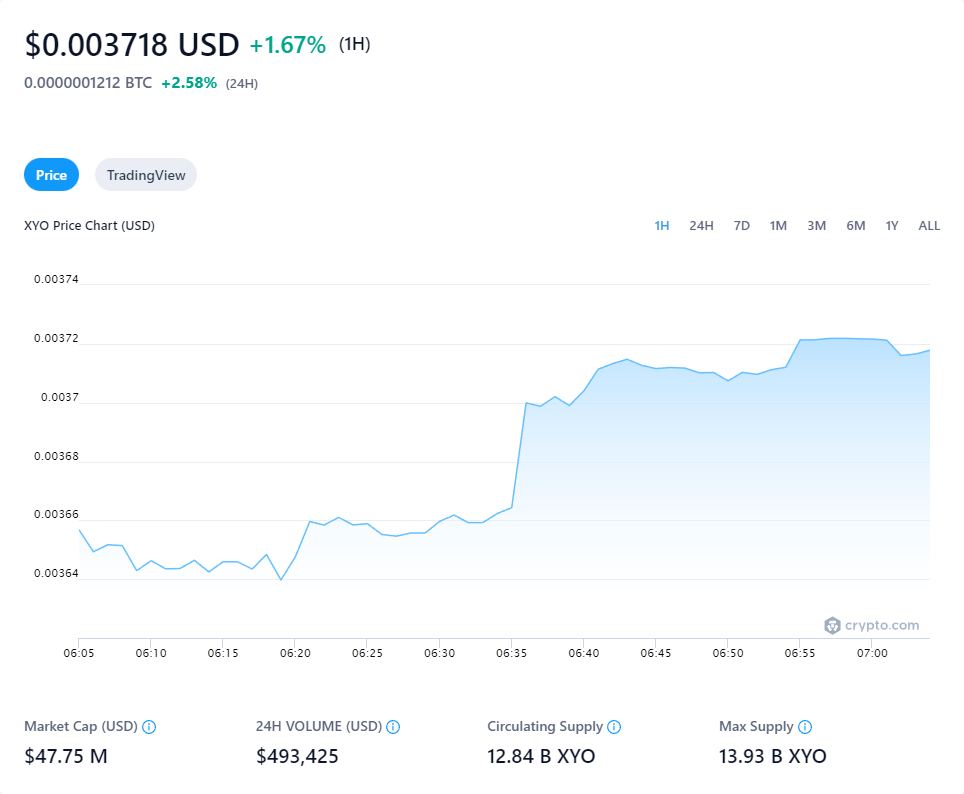 $0.003718 USD +1.67% (1H)
0.0000001212 BTC +2.58% (24H)
Price TradingView
XYO Price Chart (USD) 1H 24H 7D 1M 3M 6M 1Y ALL
0.00374
0.00372
0.0037
0.00368
0.00366
0.00364
crypto.com
06:05 06:10 06:15 06:20 06:25 06:30 06:35 06:40 06:45 06:50 06:55 07:00
Market Cap (USD) 24H VOLUME (USD) Circulating Supply Max Supply
$47.75 M $493,425 12.84 B XYO 13.93 B XYO